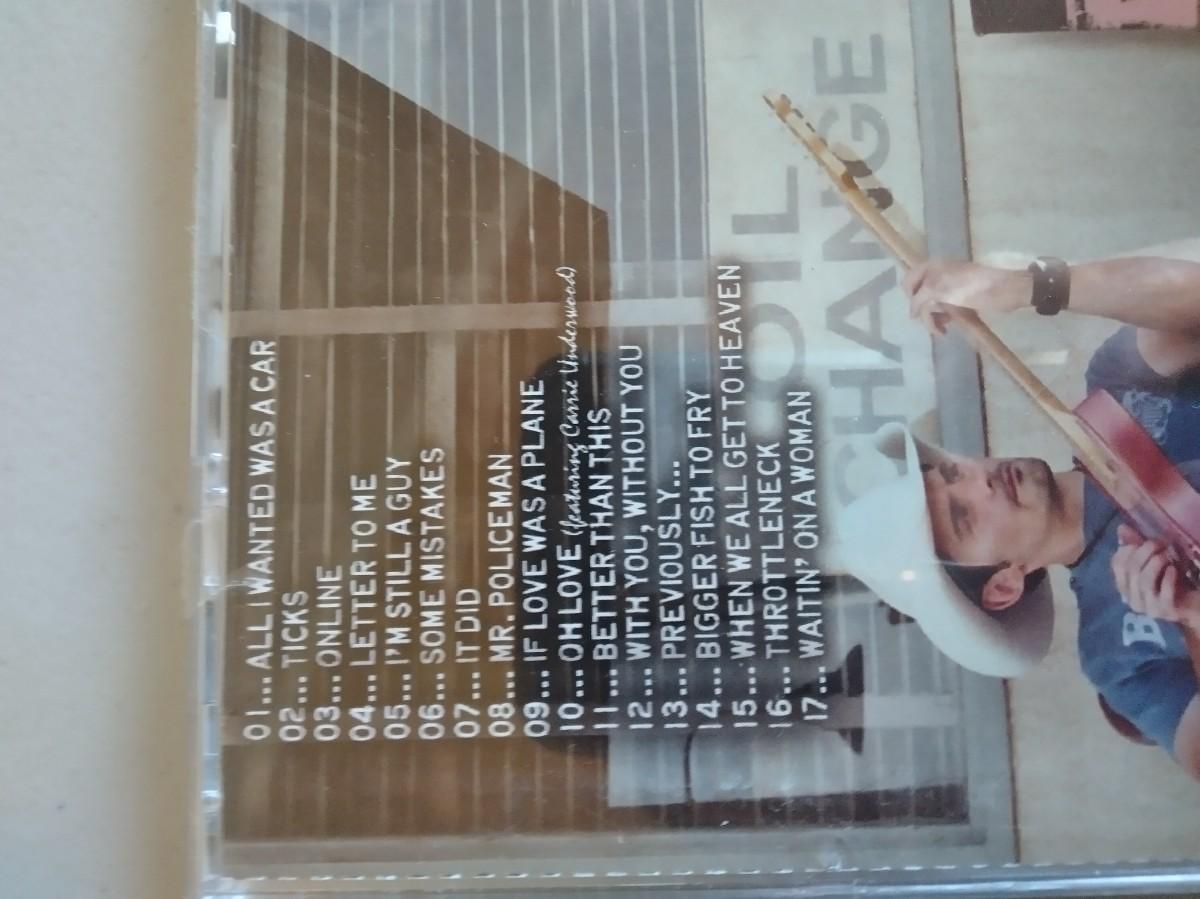 01... ALL I WANTED WAS A CAR
02... TICKS
03... ONLINE
04... LETTER TO ME
05... I'M STILL A GUY
06... SOME MISTAKES
07... IT DID
08... MR. POLICEMAN
09... IF LOVE WAS A PLANE
10... OH LOVE (featuring Carrie Underwood)
11... BETTER THAN THIS
12... WITH YOU, WITHOUT YOU
13... PREVIOUSLY...
14... BIGGER FISH TO FRY
15... WHEN WE ALL GET TO HEAVEN
16... THROTTLENECK
17... WAITIN' ON A WOMAN
OIL
CHANGE
B